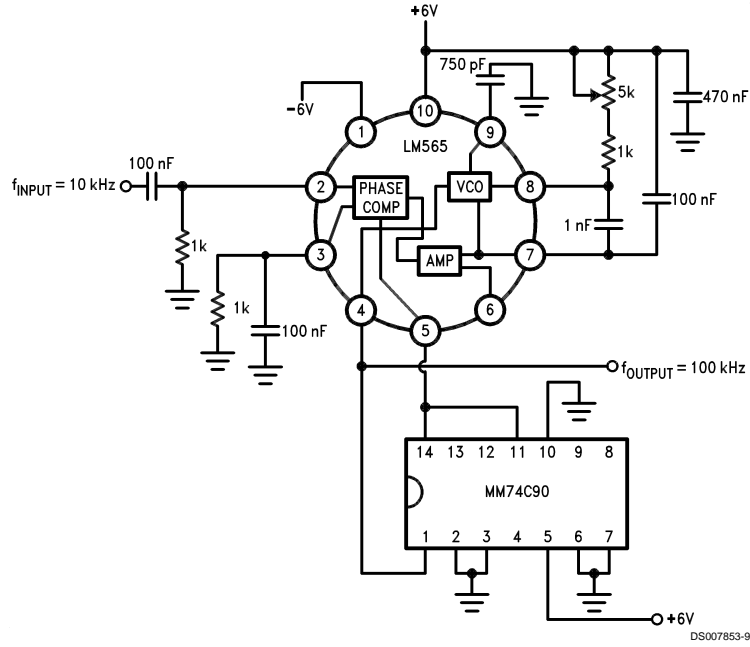 +6V
750 pF
-6V
5k
470 nF
1
10
9
LM565
1k
100 nF
fINPUT = 10 kHz
2
PHASE
COMP
VCO
8
100 nF
1k
1 nF
3
AMP
7
1k
100 nF
4
5
6
fOUTPUT = 100 kHz
14 13 12 11 10 9 8
MM74C90
1 2 3 4 5 6 7
+6V
DS007853-9